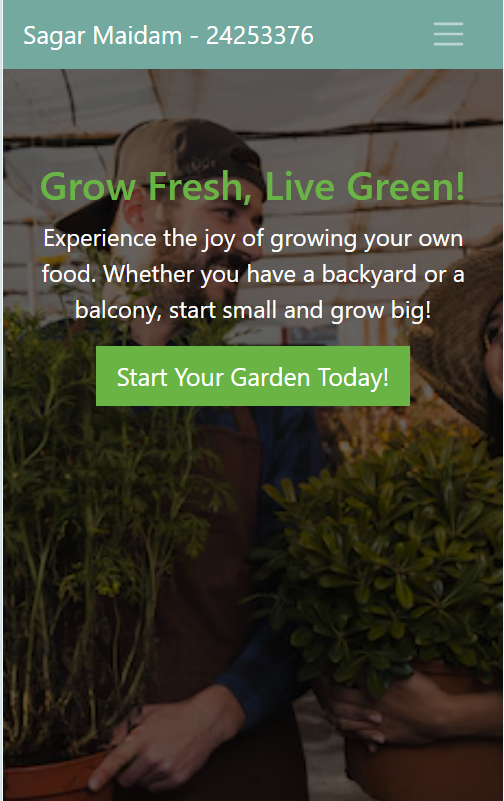 Sagar Maidam - 24253376
Grow Fresh, Live Green!
Experience the joy of growing your own
food. Whether you have a backyard or a
balcony, start small and grow big!
Start Your Garden Today!